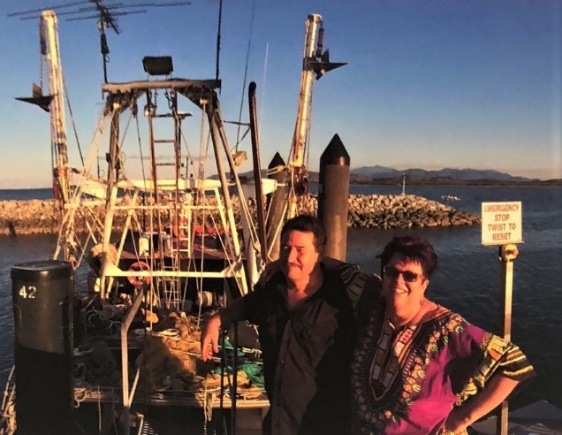 42
EMERGENCY
STOP
TWIST TO
RESET